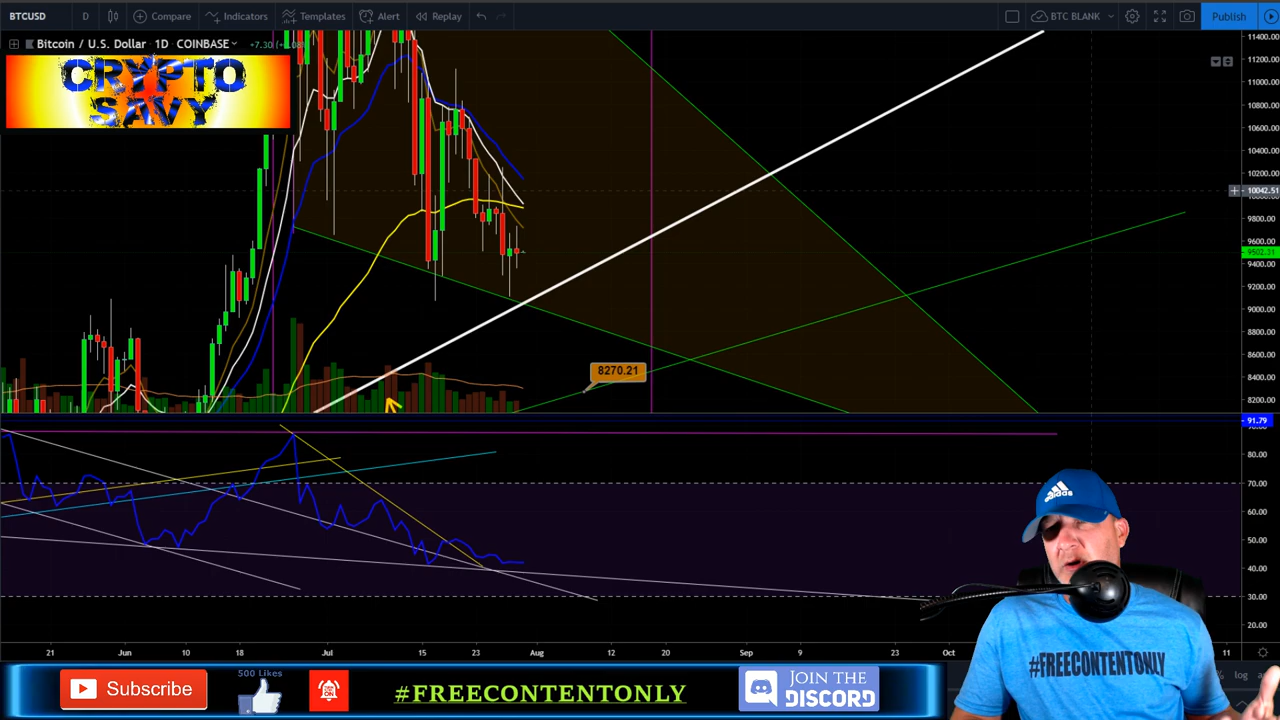 BTCUSD D Compare Indicators Templates Alert Replay BTC BLANK Publish
Bitcoin / U.S. Dollar 1D COINBASE +7.30
CRYPTO
SAVY
11400.00
11200.00
11000.00
10800.00
10600.00
10400.00
10200.00
10042.51
9800.00
9600.00
9502.31
9400.00
9200.00
9000.00
8800.00
8600.00
8270.21
8400.00
8200.00
91.79
80.00
70.00
60.00
50.00
40.00
30.00
20.00
21 Jun 10 18 Jul 15 23 Aug 12 20 Sep 9 Oct 11
#FREECONTENTONLY
% log
500 Likes
Subscribe
#FREECONTENTONLY
JOIN THE
DISCORD